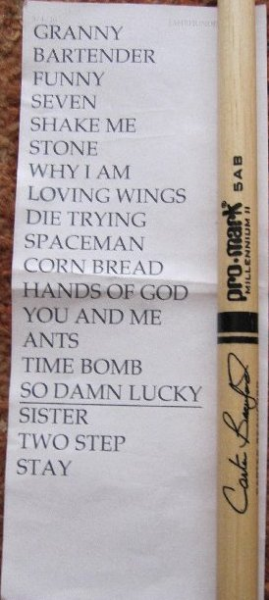 GRANNY
BARTENDER
FUNNY
SEVEN
SHAKE ME
STONE
WHY I AM
LOVING WINGS
DIE TRYING
SPACEMAN
CORN BREAD
HANDS OF GOD
YOU AND ME
ANTS
TIME BOMB
SO DAMN LUCKY
SISTER
TWO STEP
STAY
pro•mark
MILLENNIUM II
5AB
Carter Beauford